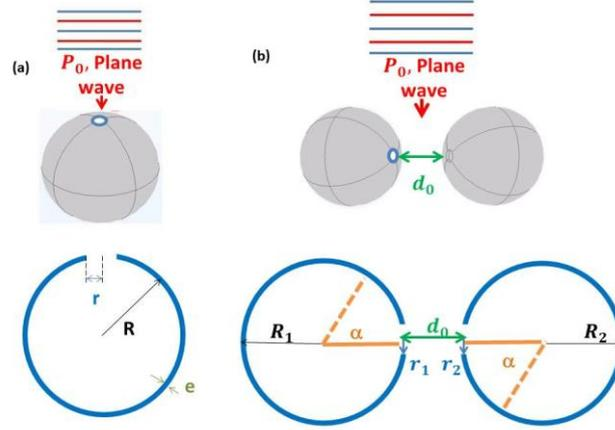 (a)
P₀, Plane
wave
r
R
e
(b)
P₀, Plane
wave
d₀
R₁
α
d₀
r₁
r₂
α
R₂